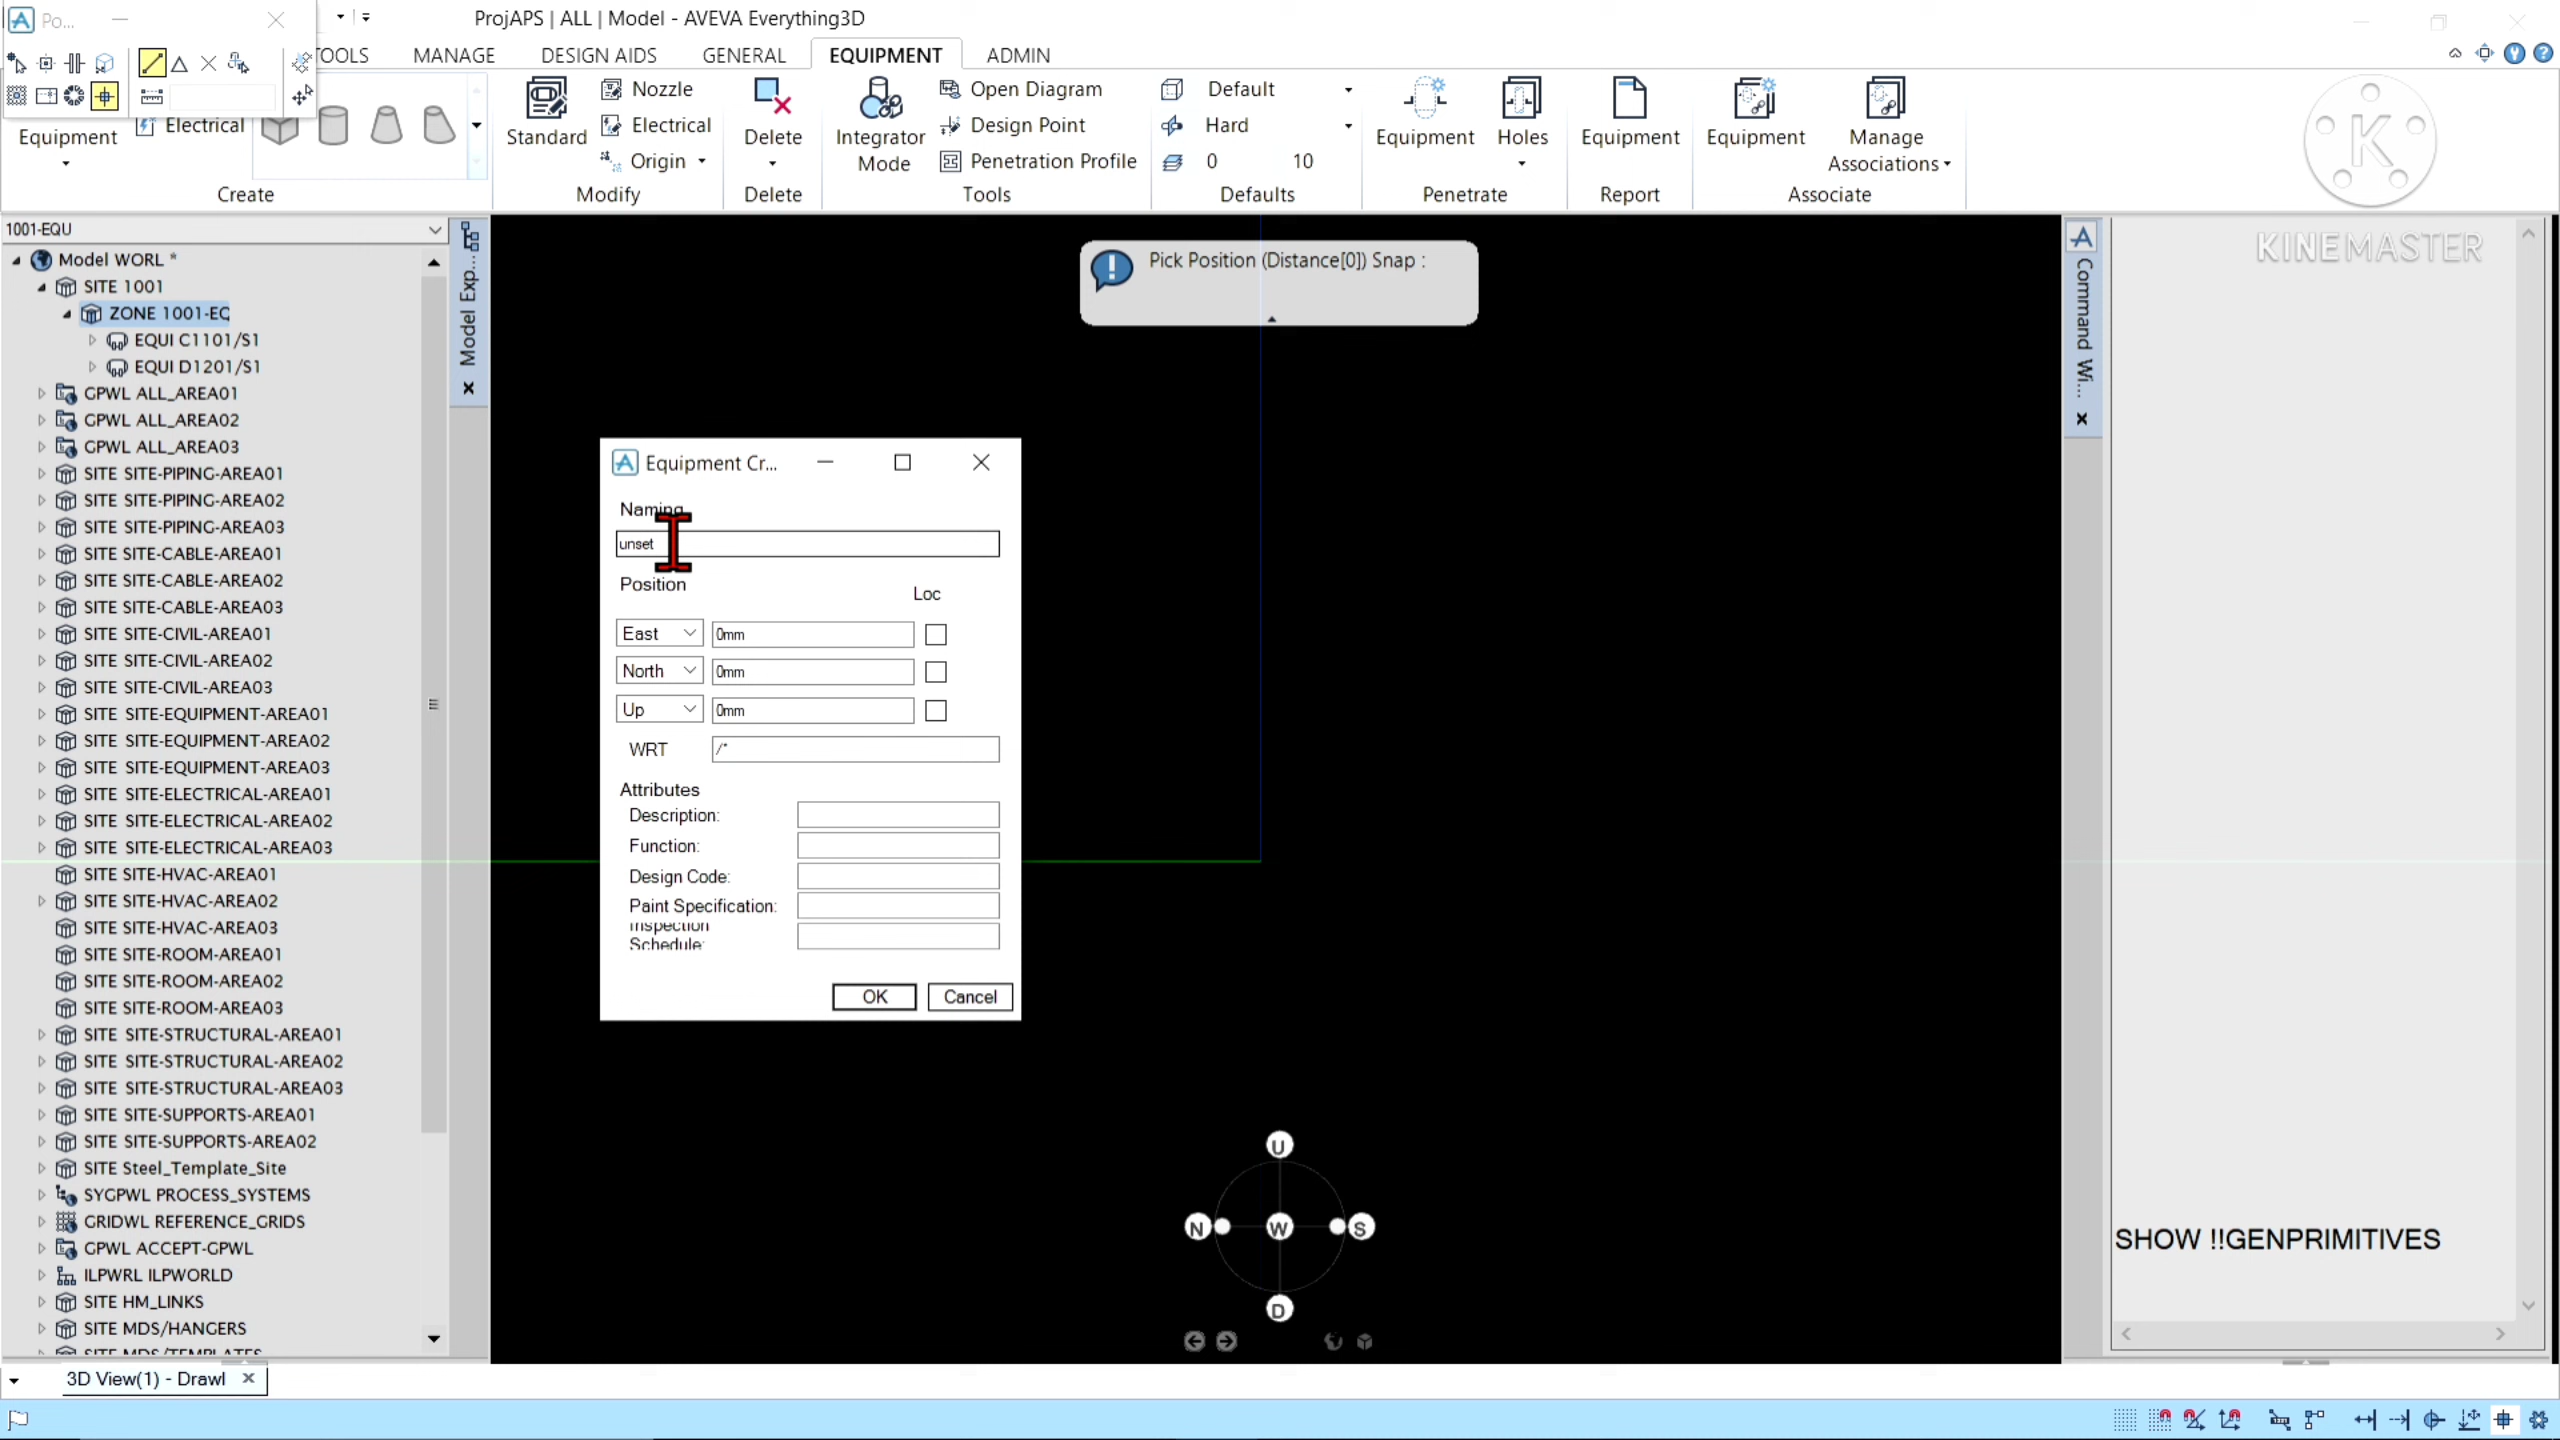 Po...
ProjAPS | ALL | Model - AVEVA Everything3D
TOOLS
MANAGE
DESIGN AIDS
GENERAL
EQUIPMENT
ADMIN
Equipment
Electrical
Create
Standard
Nozzle
Electrical
Origin
Modify
Delete
Delete
Integrator
Mode
Open Diagram
Design Point
Penetration Profile
Tools
Default
Hard
0 10
Defaults
Equipment
Holes
Penetrate
Equipment
Report
Equipment
Manage
Associations
Associate
K
KINEMASTER
1001-EQU
Model WORL *
SITE 1001
ZONE 1001-EQ
EQUI C1101/S1
EQUI D1201/S1
GPWL ALL_AREA01
GPWL ALL_AREA02
GPWL ALL_AREA03
SITE SITE-PIPING-AREA01
SITE SITE-PIPING-AREA02
SITE SITE-PIPING-AREA03
SITE SITE-CABLE-AREA01
SITE SITE-CABLE-AREA02
SITE SITE-CABLE-AREA03
SITE SITE-CIVIL-AREA01
SITE SITE-CIVIL-AREA02
SITE SITE-CIVIL-AREA03
SITE SITE-EQUIPMENT-AREA01
SITE SITE-EQUIPMENT-AREA02
SITE SITE-EQUIPMENT-AREA03
SITE SITE-ELECTRICAL-AREA01
SITE SITE-ELECTRICAL-AREA02
SITE SITE-ELECTRICAL-AREA03
SITE SITE-HVAC-AREA01
SITE SITE-HVAC-AREA02
SITE SITE-HVAC-AREA03
SITE SITE-ROOM-AREA01
SITE SITE-ROOM-AREA02
SITE SITE-ROOM-AREA03
SITE SITE-STRUCTURAL-AREA01
SITE SITE-STRUCTURAL-AREA02
SITE SITE-STRUCTURAL-AREA03
SITE SITE-SUPPORTS-AREA01
SITE SITE-SUPPORTS-AREA02
SITE Steel_Template_Site
SYGPWL PROCESS_SYSTEMS
GRIDWL REFERENCE_GRIDS
GPWL ACCEPT-GPWL
ILPWRL ILPWORLD
SITE HM_LINKS
SITE MDS/HANGERS
SITE MDS/TEMPLATES
Model Exp...
Pick Position (Distance[0]) Snap :
Equipment Cr...
Naming
unset
Position
Loc
East 0mm
North 0mm
Up 0mm
WRT /*
Attributes
Description:
Function:
Design Code:
Paint Specification:
Inspection
Schedule:
OK Cancel
U
N W S
D
Command Wi...
SHOW !!GENPRIMITIVES
3D View(1) - Drawl